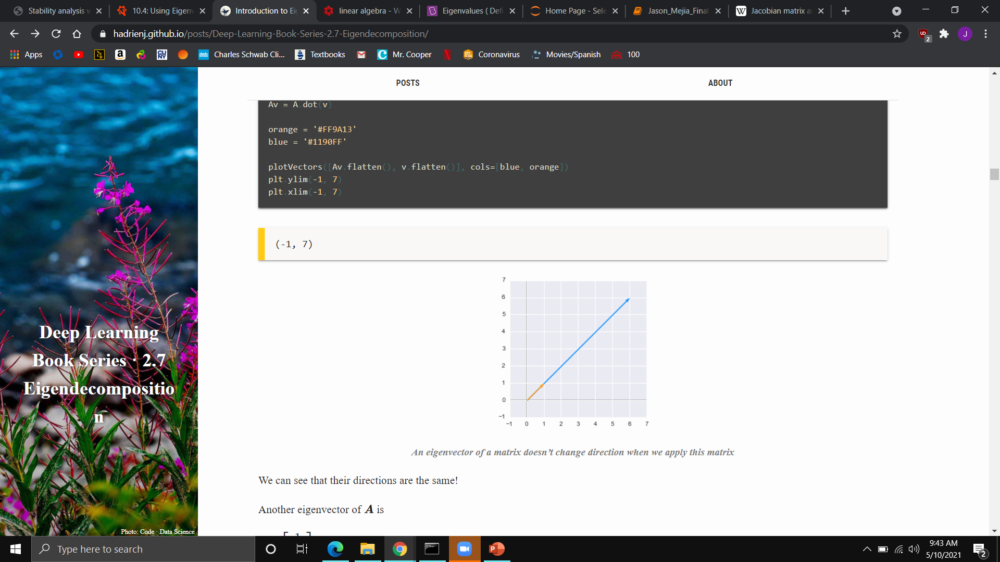 Stability analysis w
10.4: Using Eigenv
Introduction to Eig
linear algebra - W
Eigenvalues ( Defi
Home Page - Sele
Jason_Mejia_Final
Jacobian matrix a
hadrienj.github.io/posts/Deep-Learning-Book-Series-2.7-Eigendecomposition/
2
J
Apps
Charles Schwab Cli...
Textbooks
Mr. Cooper
Coronavirus
Movies/Spanish
100
POSTS
ABOUT
Av = A.dot(v)
orange = '#FF9A13'
blue = '#1190FF'
plotVectors([Av.flatten(), v.flatten()], cols=[blue, orange])
plt.ylim(-1, 7)
plt.xlim(-1, 7)
(-1, 7)
7
6
5
4
3
2
1
0
−1
−1 0 1 2 3 4 5 6 7
An eigenvector of a matrix doesn’t change direction when we apply this matrix
We can see that their directions are the same!
Another eigenvector of A is
Deep Learning
Book Series · 2.7
Eigendecompositio
n
Photo: Code · Data Science
Type here to search
9:43 AM
5/10/2021
2